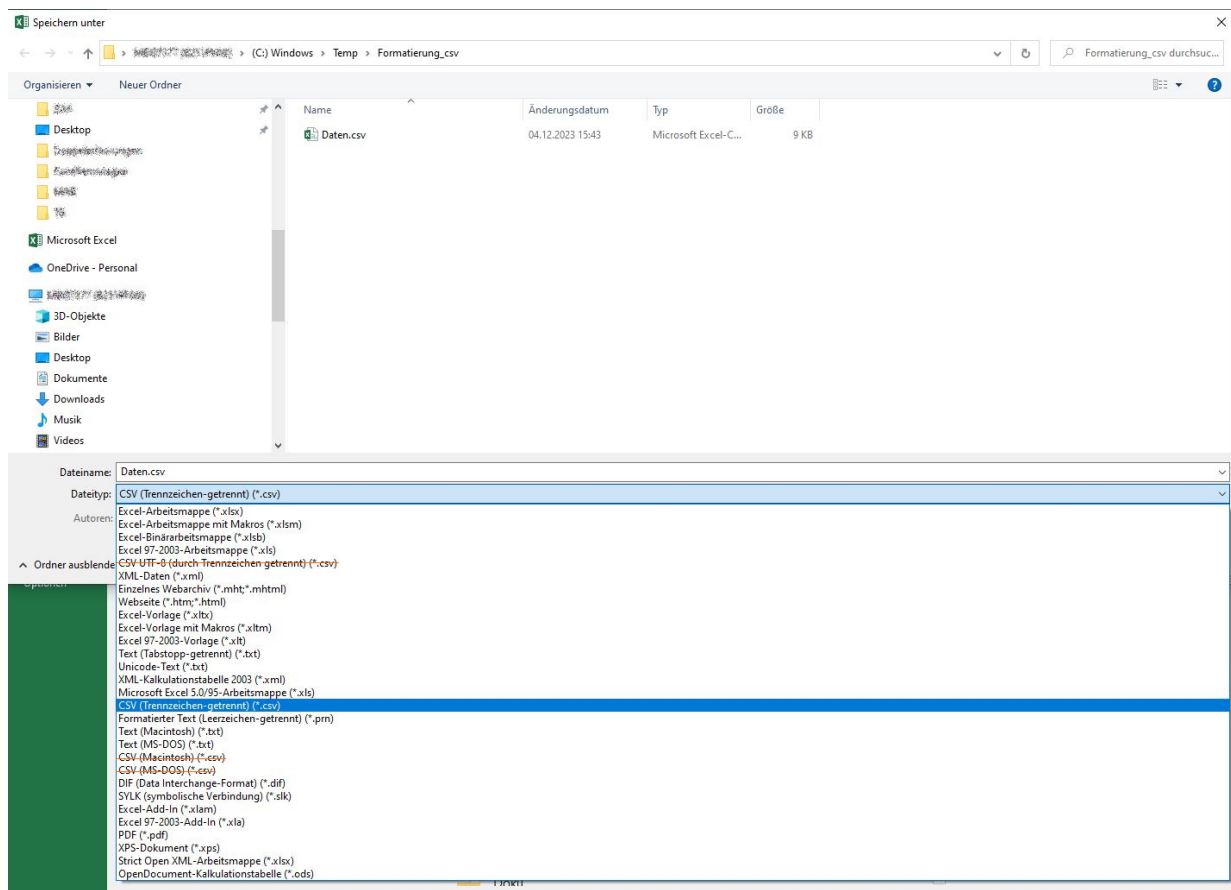 Speichern unter
(C:) Windows > Temp > Formatierung_csv
Formatierung_csv durchsuc...
Organisieren Neuer Ordner
Name Änderungsdatum Typ Größe
Daten.csv 04.12.2023 15:43 Microsoft Excel-C... 9 KB
Desktop
Microsoft Excel
OneDrive - Personal
3D-Objekte
Bilder
Desktop
Dokumente
Downloads
Musik
Videos
Dateiname: Daten.csv
Dateityp: CSV (Trennzeichen-getrennt) (*.csv)
Autoren:
Excel-Arbeitsmappe (*.xlsx)
Excel-Arbeitsmappe mit Makros (*.xlsm)
Excel-Binärarbeitsmappe (*.xlsb)
Excel 97-2003-Arbeitsmappe (*.xls)
Ordner ausblende
CSV UTF-8 (durch Trennzeichen getrennt) (*.csv)
XML-Daten (*.xml)
Optionen
Einzelnes Webarchiv (*.mht;*.mhtml)
Webseite (*.htm;*.html)
Excel-Vorlage (*.xltx)
Excel-Vorlage mit Makros (*.xltm)
Excel 97-2003-Vorlage (*.xlt)
Text (Tabstopp-getrennt) (*.txt)
Unicode-Text (*.txt)
XML-Kalkulationstabelle 2003 (*.xml)
Microsoft Excel 5.0/95-Arbeitsmappe (*.xls)
CSV (Trennzeichen-getrennt) (*.csv)
Formatierter Text (Leerzeichen-getrennt) (*.prn)
Text (Macintosh) (*.txt)
Text (MS-DOS) (*.txt)
CSV (Macintosh) (*.csv)
CSV (MS-DOS) (*.csv)
DIF (Data Interchange-Format) (*.dif)
SYLK (symbolische Verbindung) (*.slk)
Excel-Add-In (*.xlam)
Excel 97-2003-Add-In (*.xla)
PDF (*.pdf)
XPS-Dokument (*.xps)
Strict Open XML-Arbeitsmappe (*.xlsx)
OpenDocument-Kalkulationstabelle (*.ods)